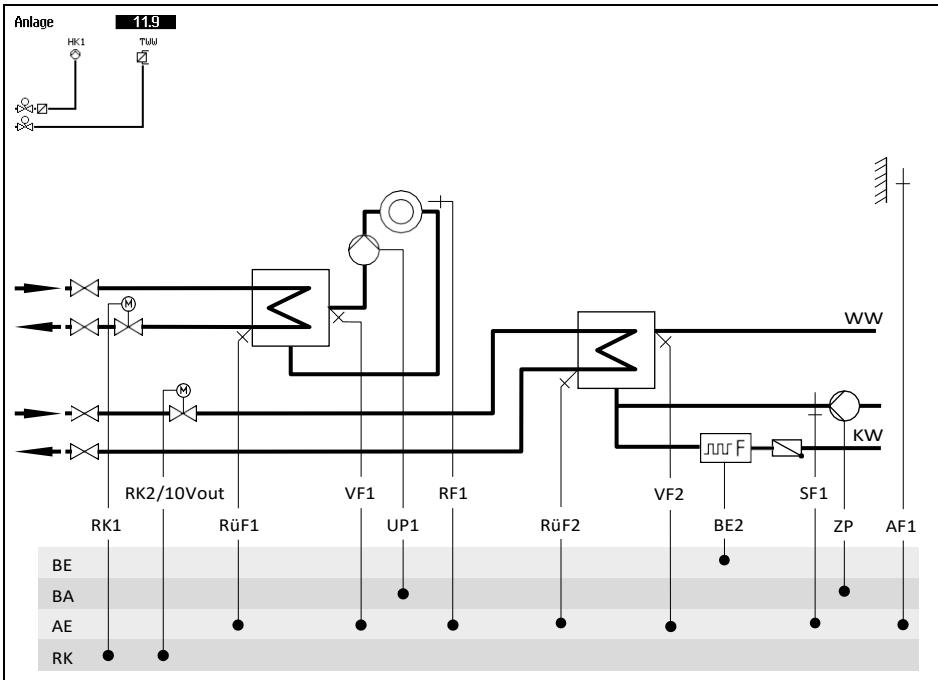 Anlage 11.9
HK1 TWW
M
WW
M
KW
F
RK2/10Vout VF1 RF1 VF2 SF1
RK1 RüF1 UP1 RüF2 BE2 ZP AF1
BE
BA
AE
RK